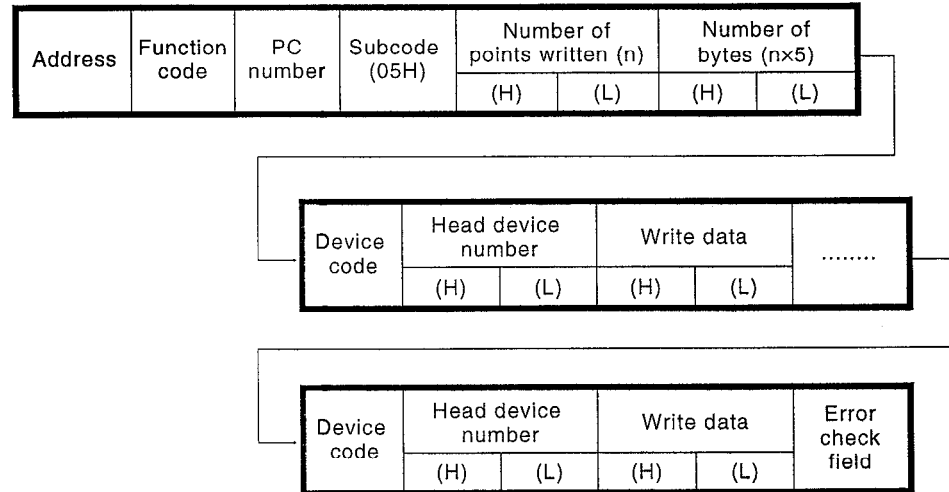 Address
Function
code
PC
number
Subcode
(05H)
Number of
points written (n)
(H)
(L)
Number of
bytes (n×5)
(H)
(L)
Device
code
Head device
number
(H)
(L)
Write data
(H)
(L)
........
Device
code
Head device
number
(H)
(L)
Write data
(H)
(L)
Error
check
field